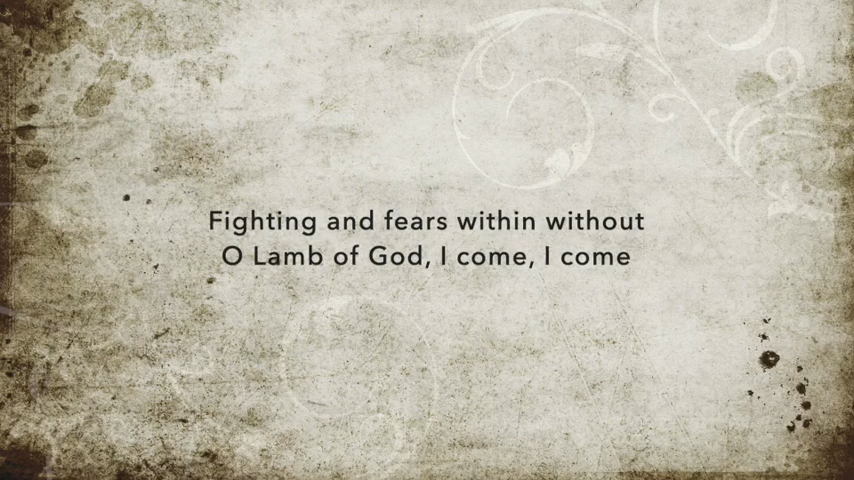 Fighting and fears within without
O Lamb of God, I come, I come